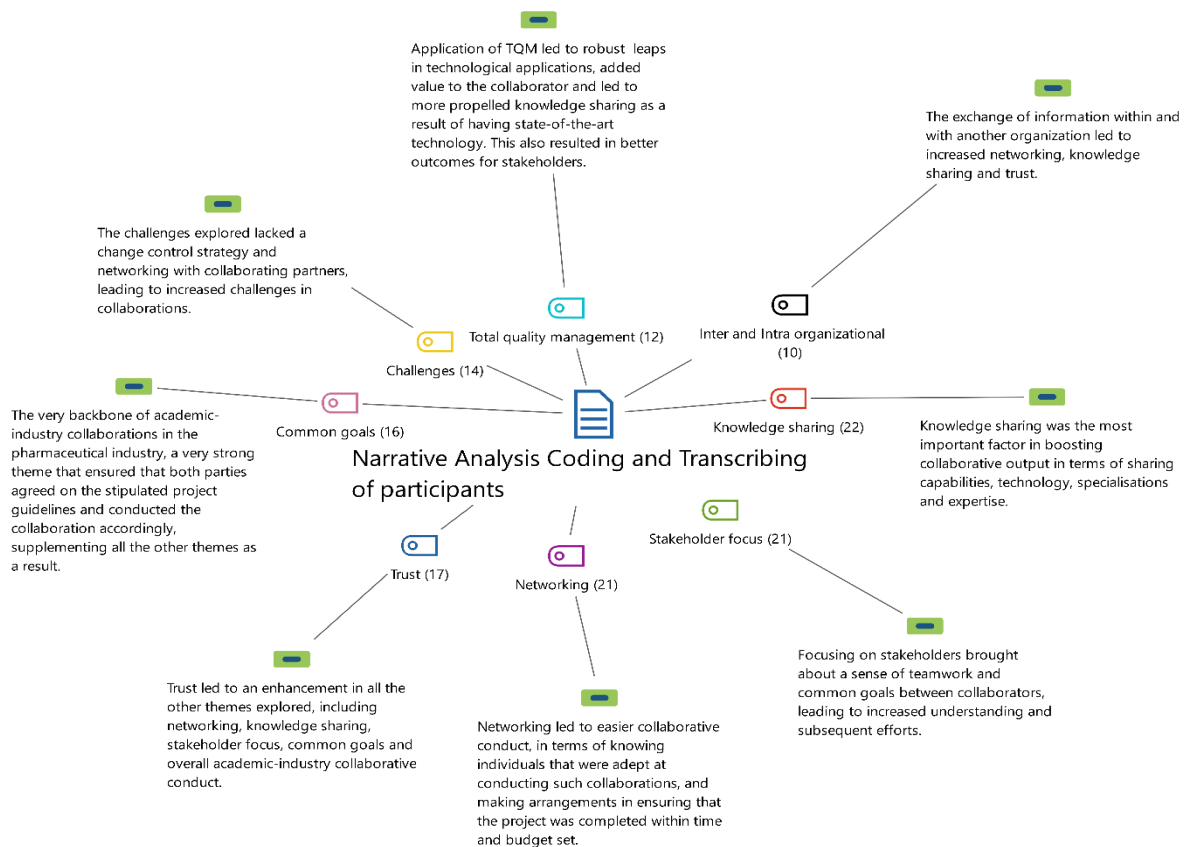 Application of TQM led to robust leaps
in technological applications, added
value to the collaborator and led to
more propelled knowledge sharing as a
result of having state-of-the-art
technology. This also resulted in better
outcomes for stakeholders.
The exchange of information within and
with another organization led to
increased networking, knowledge
sharing and trust.
The challenges explored lacked a
change control strategy and
networking with collaborating partners,
leading to increased challenges in
collaborations.
Total quality management (12)
Inter and Intra organizational
(10)
Challenges (14)
The very backbone of academic-
industry collaborations in the
pharmaceutical industry, a very strong
theme that ensured that both parties
agreed on the stipulated project
guidelines and conducted the
collaboration accordingly,
supplementing all the other themes as
a result.
Common goals (16)
Knowledge sharing (22)
Knowledge sharing was the most
important factor in boosting
collaborative output in terms of sharing
capabilities, technology, specialisations
and expertise.
Narrative Analysis Coding and Transcribing
of participants
Stakeholder focus (21)
Trust (17)
Networking (21)
Trust led to an enhancement in all the
other themes explored, including
networking, knowledge sharing,
stakeholder focus, common goals and
overall academic-industry collaborative
conduct.
Networking led to easier collaborative
conduct, in terms of knowing
individuals that were adept at
conducting such collaborations, and
making arrangements in ensuring that
the project was completed within time
and budget set.
Focusing on stakeholders brought
about a sense of teamwork and
common goals between collaborators,
leading to increased understanding and
subsequent efforts.